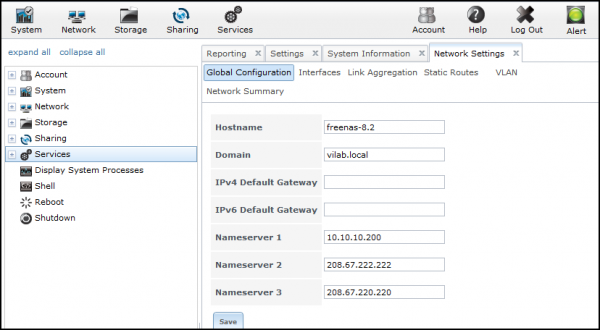 System Network Storage Sharing Services Account Help Log Out Alert
expand all collapse all
Account
System
Network
Storage
Sharing
Services
Display System Processes
Shell
Reboot
Shutdown
Reporting Settings System Information Network Settings
Global Configuration Interfaces Link Aggregation Static Routes VLAN
Network Summary
Hostname freenas-8.2
Domain vilab.local
IPv4 Default Gateway
IPv6 Default Gateway
Nameserver 1 10.10.10.200
Nameserver 2 208.67.222.222
Nameserver 3 208.67.220.220
Save